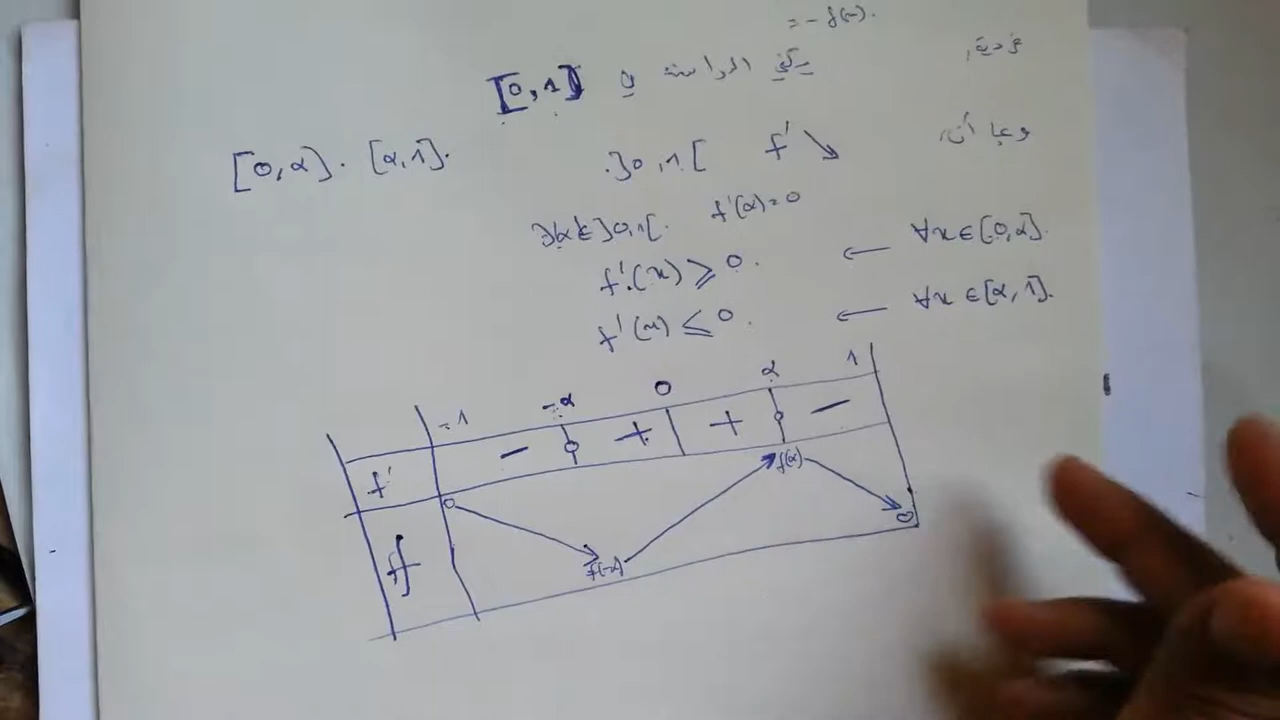 = - f(x).
فردية,
يكفي الدراسة في [0,1]
وبما أن, f' ↘ ]0,1[.
[0,α]. [α,1].
∃!α∈]0,1[. f'(α)=0
∀x∈[0,α]. ← f'(x) ≥ 0.
∀x∈[α,1]. ← f'(x) ≤ 0.
-1 -α 0 α 1
f' - 0 + + 0 -
f 0 f(-α) f(α) 0